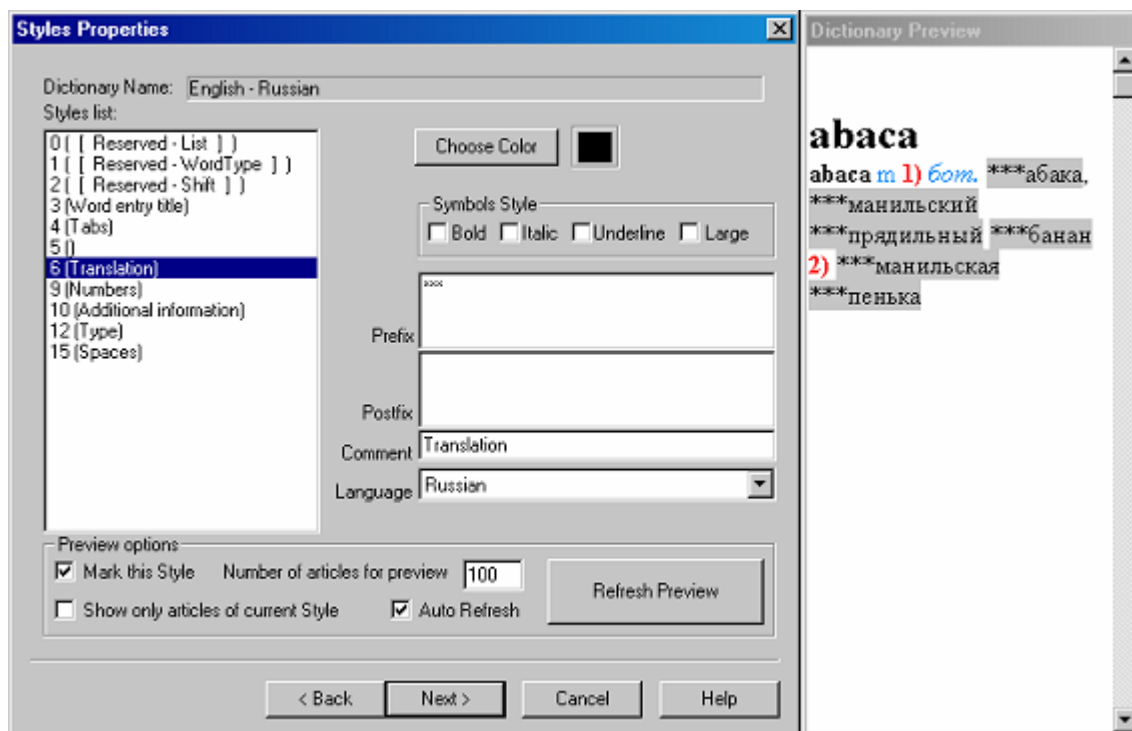 Styles Properties
Dictionary Name: English - Russian
Styles list:
0 ( [ Reserved - List ] )
1 ( [ Reserved - WordType ] )
2 ( [ Reserved - Shift ] )
3 (Word entry title)
4 (Tabs)
5 ()
6 (Translation)
9 (Numbers)
10 (Additional information)
12 (Type)
15 (Spaces)
Choose Color
Symbols Style
Bold Italic Underline Large
***
Prefix
Postfix
Comment Translation
Language Russian
Preview options
Mark this Style Number of articles for preview 100
Show only articles of current Style Auto Refresh
Refresh Preview
< Back Next > Cancel Help
Dictionary Preview
abaca
abaca m 1) бот. ***абака,
***манильский
***прядильный ***банан
2) ***манильская
***пенька